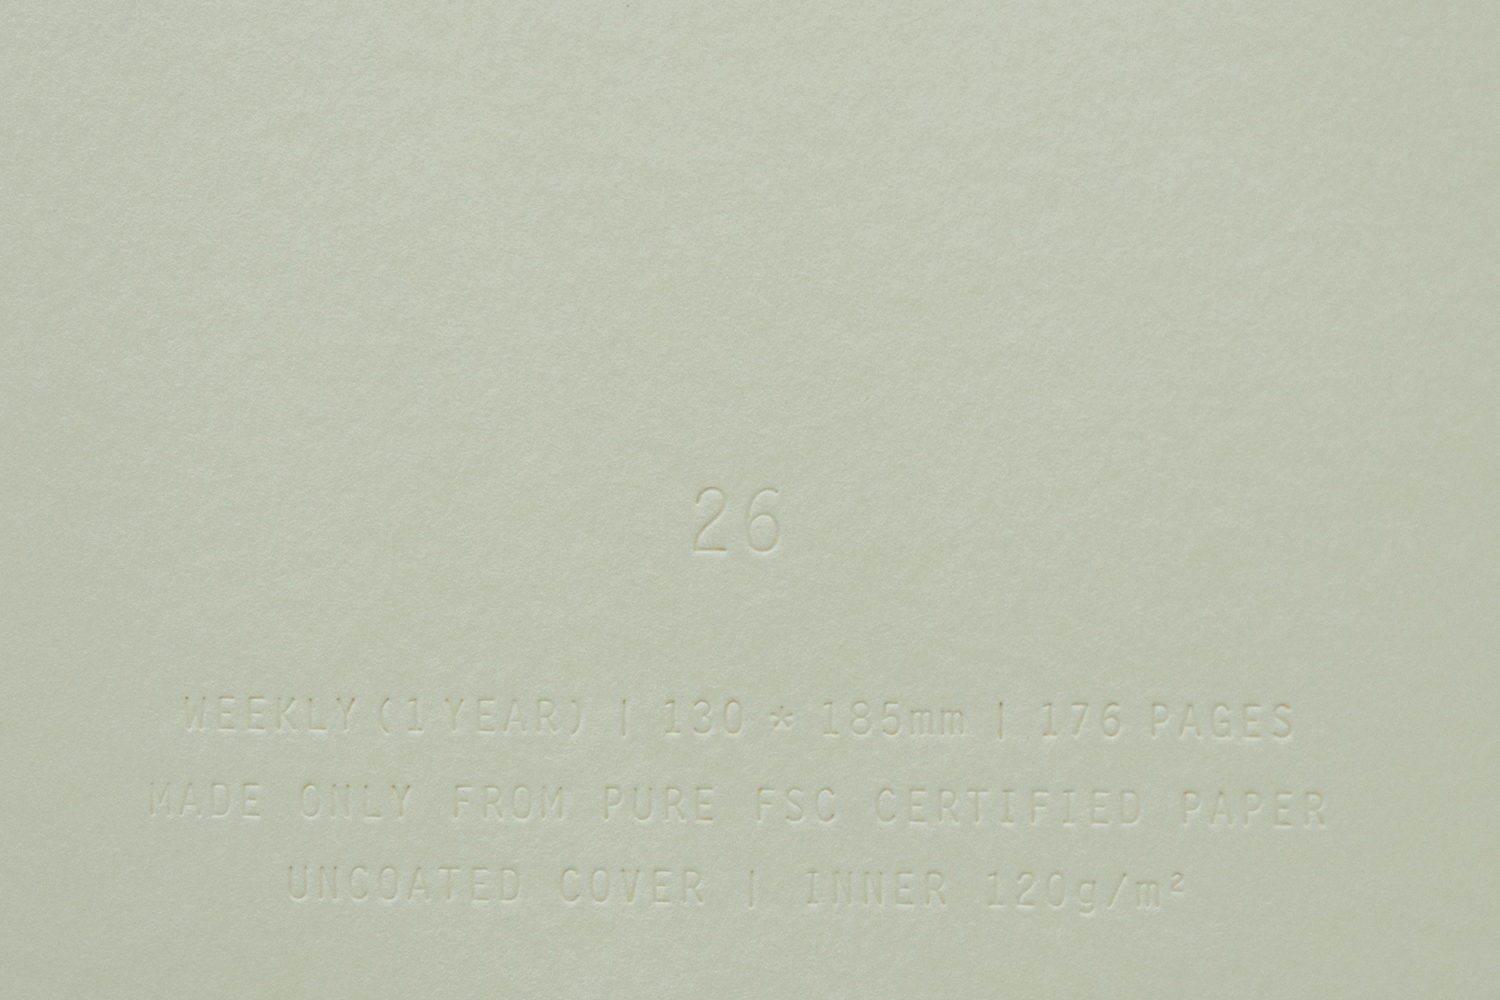 26
WEEKLY (1 YEAR) | 130 * 185mm | 176 PAGES
MADE ONLY FROM PURE FSC CERTIFIED PAPER
UNCOATED COVER | INNER 120g/m²